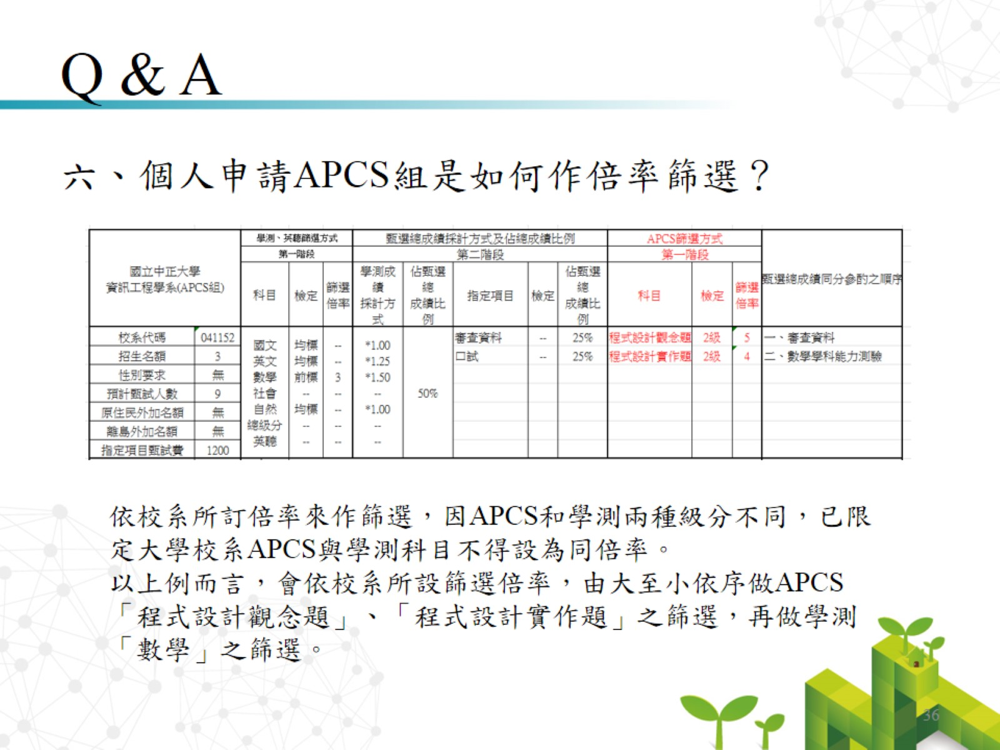 Q & A
六、個人申請APCS組是如何作倍率篩選？
國立中正大學
資訊工程學系(APCS組)
學測、英聽篩選方式
甄選總成績採計方式及佔總成績比例
APCS篩選方式
甄選總成績同分參酌之順序
第一階段
第二階段
第一階段
科目
檢定
篩選
倍率
學測成
績
採計方
式
佔甄選
總
成績比
例
指定項目
檢定
佔甄選
總
成績比
例
科目
檢定
篩選
倍率
校系代碼 041152
招生名額 3
性別要求 無
預計甄試人數 9
原住民外加名額 無
離島外加名額 無
指定項目甄試費 1200
國文 均標 -- *1.00
英文 均標 -- *1.25
數學 前標 3 *1.50
社會 -- -- --
自然 均標 -- *1.00
總級分 -- -- --
英聽 -- -- --
50%
審查資料 -- 25%
口試 -- 25%
程式設計觀念題 2級 5
程式設計實作題 2級 4
一、審查資料
二、數學學科能力測驗
依校系所訂倍率來作篩選，因APCS和學測兩種級分不同，已限
定大學校系APCS與學測科目不得設為同倍率。
以上例而言，會依校系所設篩選倍率，由大至小依序做APCS
「程式設計觀念題」、「程式設計實作題」之篩選，再做學測
「數學」之篩選。
36